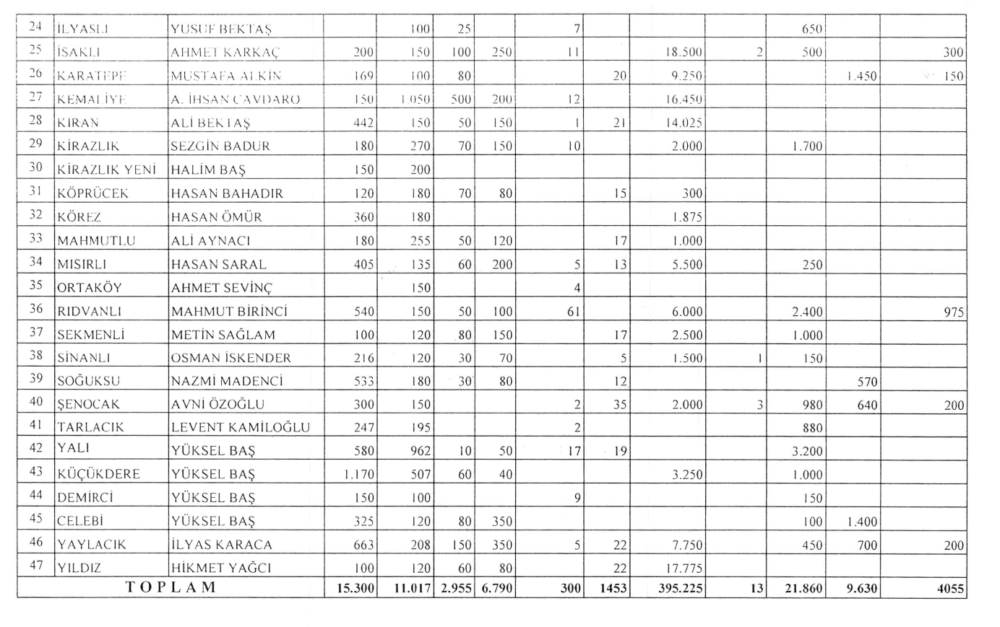 24 İLYASLI YUSUF BEKTAŞ 100 25 7 650
25 İSAKLI AHMET KARKAÇ 200 150 100 250 11 18.500 2 500 300
26 KARATEPE MUSTAFA ALKİN 169 100 80 20 9.250 1.450 150
27 KEMALİYE A. İHSAN ÇAVDARO 150 1.050 500 200 12 16.450
28 KIRAN ALİ BEKTAŞ 442 150 50 150 1 21 14.025
29 KİRAZLIK SEZGİN BADUR 180 270 70 150 10 2.000 1.700
30 KİRAZLIK YENİ HALİM BAŞ 150 200
31 KÖPRÜCEK HASAN BAHADIR 120 180 70 80 15 300
32 KÖREZ HASAN ÖMÜR 360 180 1.875
33 MAHMUTLU ALİ AYNACI 180 255 50 120 17 1.000
34 MISIRLI HASAN SARAL 405 135 60 200 5 13 5.500 250
35 ORTAKÖY AHMET SEVİNÇ 150 4
36 RIDVANLI MAHMUT BİRİNCİ 540 150 50 100 61 6.000 2.400 975
37 SEKMENLİ METİN SAĞLAM 100 120 80 150 17 2.500 1.000
38 SİNANLI OSMAN İSKENDER 216 120 30 70 5 1.500 1 150
39 SOĞUKSU NAZMİ MADENCİ 533 180 30 80 12 570
40 ŞENOCAK AVNİ ÖZOĞLU 300 150 2 35 2.000 3 980 640 200
41 TARLACIK LEVENT KAMİLOĞLU 247 195 2 880
42 YALI YÜKSEL BAŞ 580 962 10 50 17 19 3.200
43 KÜÇÜKDERE YÜKSEL BAŞ 1.170 507 60 40 3.250 1.000
44 DEMİRCİ YÜKSEL BAŞ 150 100 9 150
45 CELEBİ YÜKSEL BAŞ 325 120 80 350 100 1.400
46 YAYLACIK İLYAS KARACA 663 208 150 350 5 22 7.750 450 700 200
47 YILDIZ HİKMET YAĞCI 100 120 60 80 22 17.775
TOPLAM 15.300 11.017 2.955 6.790 300 1453 395.225 13 21.860 9.630 4055